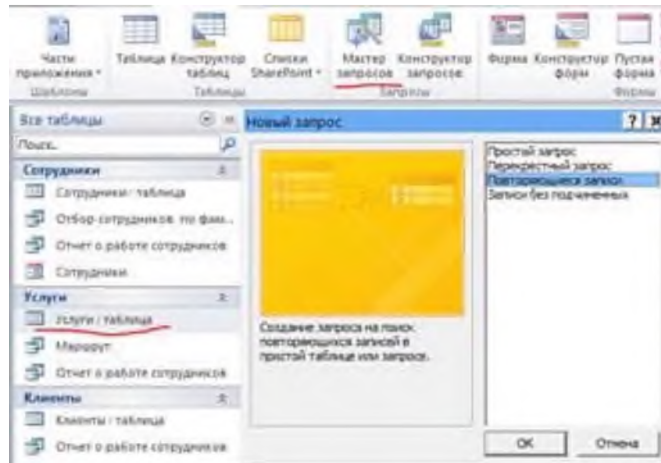 Части приложения
Таблица
Конструктор таблиц
Списки SharePoint
Мастер запросов
Конструктор запросов
Форма
Конструктор форм
Пустая форма
Шаблоны
Таблицы
Запросы
Формы
Все таблицы
Поиск...
Сотрудники
Сотрудники: таблица
Отбор сотрудников по фам...
Отчет о работе сотрудников
Сотрудники
Услуги
Услуги: таблица
Маршрут
Отчет о работе сотрудников
Клиенты
Клиенты: таблица
Отчет о работе сотрудников
Новый запрос
Создание запроса на поиск
повторяющихся записей в
простой таблице или запросе.
Простой запрос
Перекрестный запрос
Повторяющиеся записи
Записи без подчиненных
ОК
Отмена